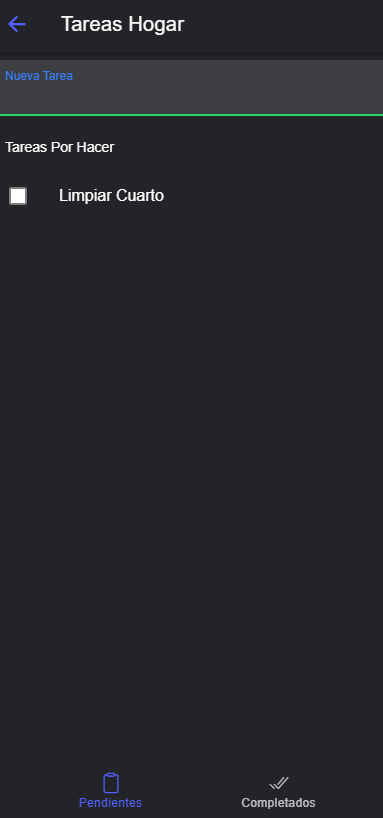 Tareas Hogar
Nueva Tarea
Tareas Por Hacer
Limpiar Cuarto
Pendientes
Completados